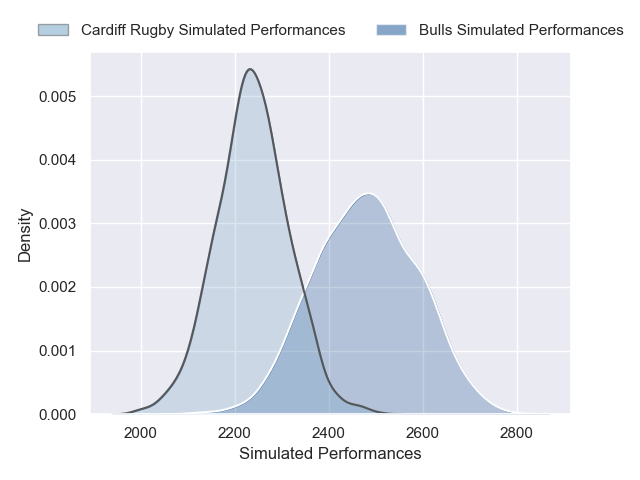 Cardiff Rugby Simulated Performances
Bulls Simulated Performances
Density
0.005
0.004
0.003
0.002
0.001
0.000
2000
2200
2400
2600
2800
Simulated Performances